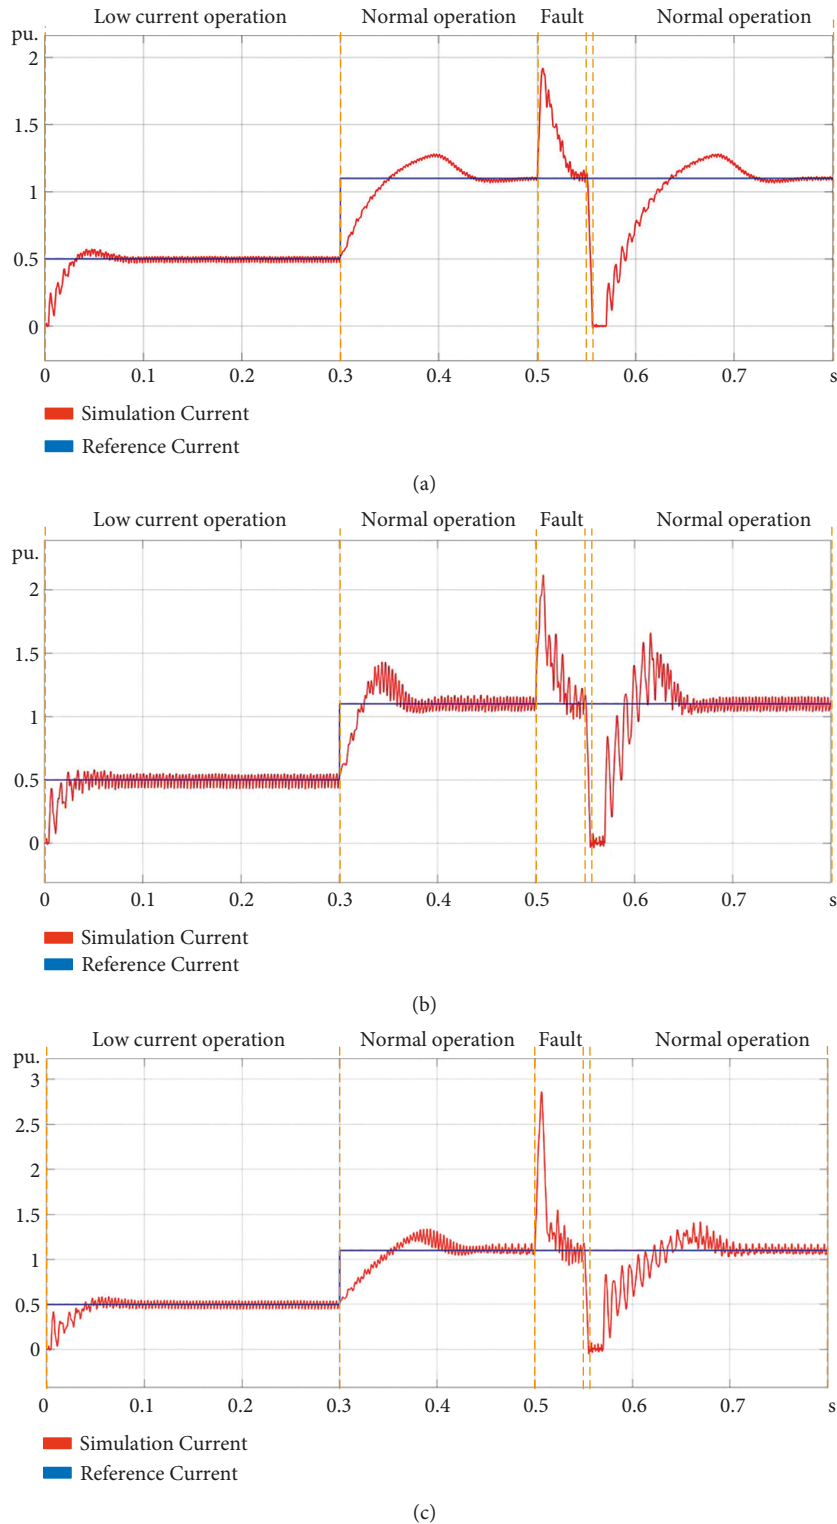 Low current operation Normal operation Fault Normal operation
pu.
2
1.5
1
0.5
0
0 0.1 0.2 0.3 0.4 0.5 0.6 0.7 s
Simulation Current
Reference Current
(a)
Low current operation Normal operation Fault Normal operation
pu.
2
1.5
1
0.5
0
0 0.1 0.2 0.3 0.4 0.5 0.6 0.7 s
Simulation Current
Reference Current
(b)
Low current operation Normal operation Fault Normal operation
pu.
3
2.5
2
1.5
1
0.5
0
0 0.1 0.2 0.3 0.4 0.5 0.6 0.7 s
Simulation Current
Reference Current
(c)